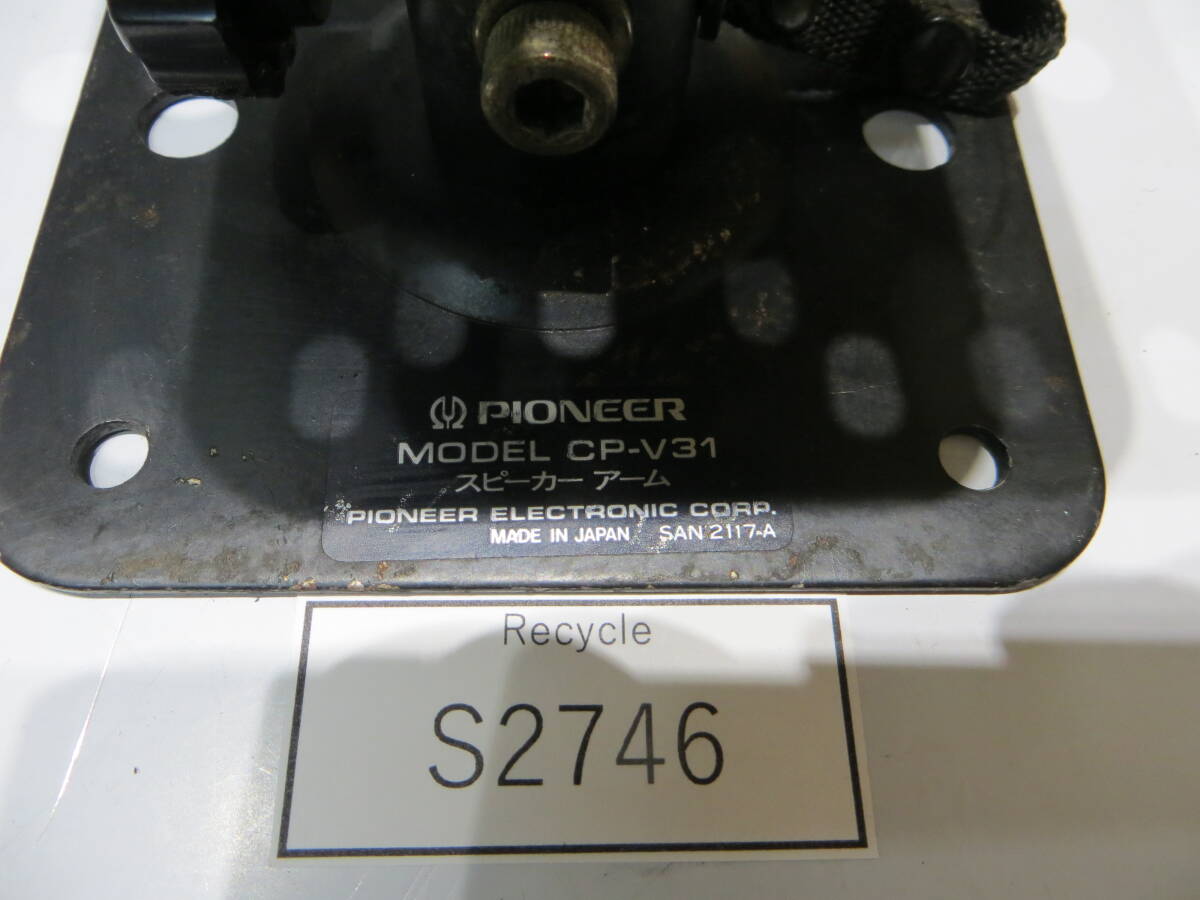 PIONEER
MODEL CP-V31
スピーカー アーム
PIONEER ELECTRONIC CORP.
MADE IN JAPAN SAN 2117-A
Recycle
S2746